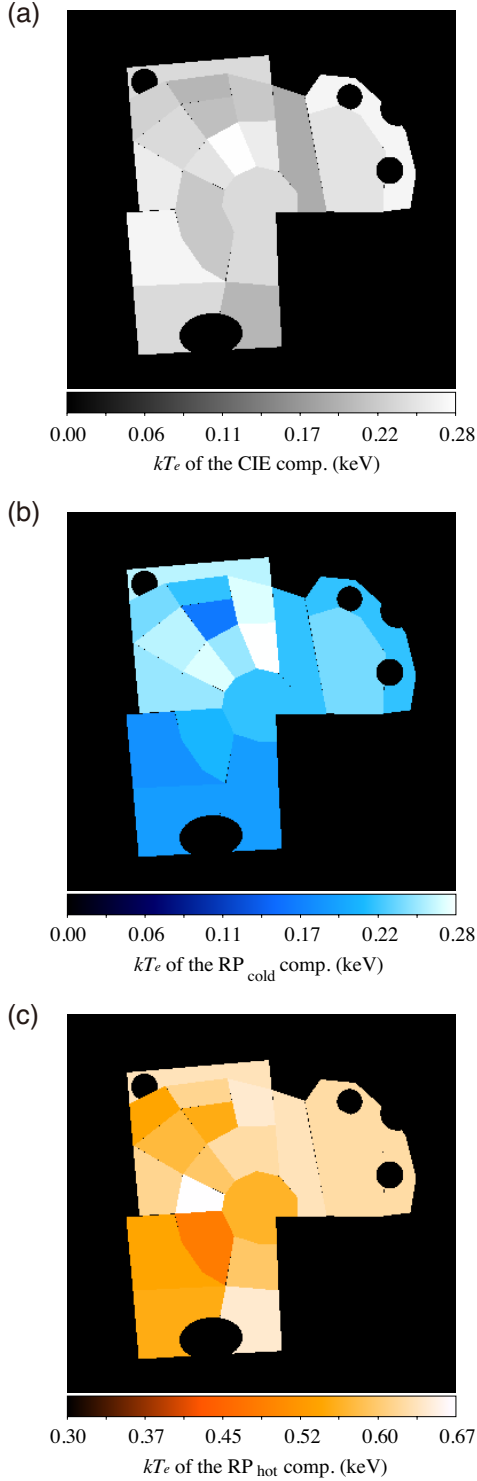 (a)
0.00 0.06 0.11 0.17 0.22 0.28
kTe of the CIE comp. (keV)
(b)
0.00 0.06 0.11 0.17 0.22 0.28
kTe of the RP cold comp. (keV)
(c)
0.30 0.37 0.45 0.52 0.60 0.67
kTe of the RP hot comp. (keV)